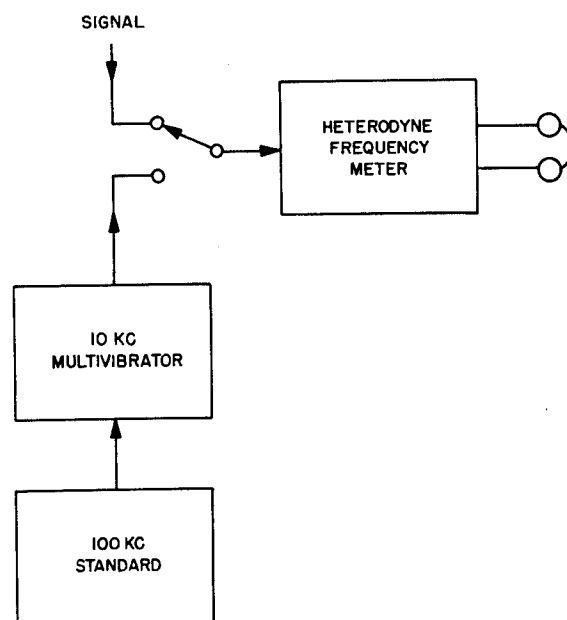 SIGNAL
HETERODYNE
FREQUENCY
METER
10 KC
MULTIVIBRATOR
100 KC
STANDARD